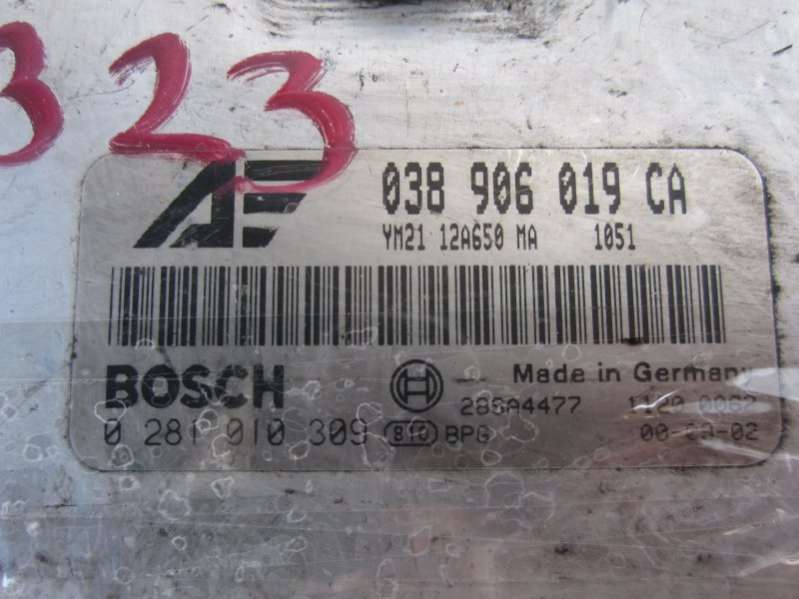 323
AE
038 906 019 CA
YM21 12A650 MA 1051
BOSCH
Made in Germany
28SA4477
0 281 010 309 BPG